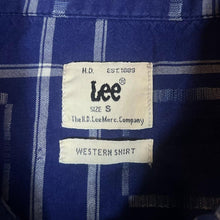 H.D. EST.1889
Lee®
SIZE S
The H.D. Lee Merc. Company
WESTERN SHIRT